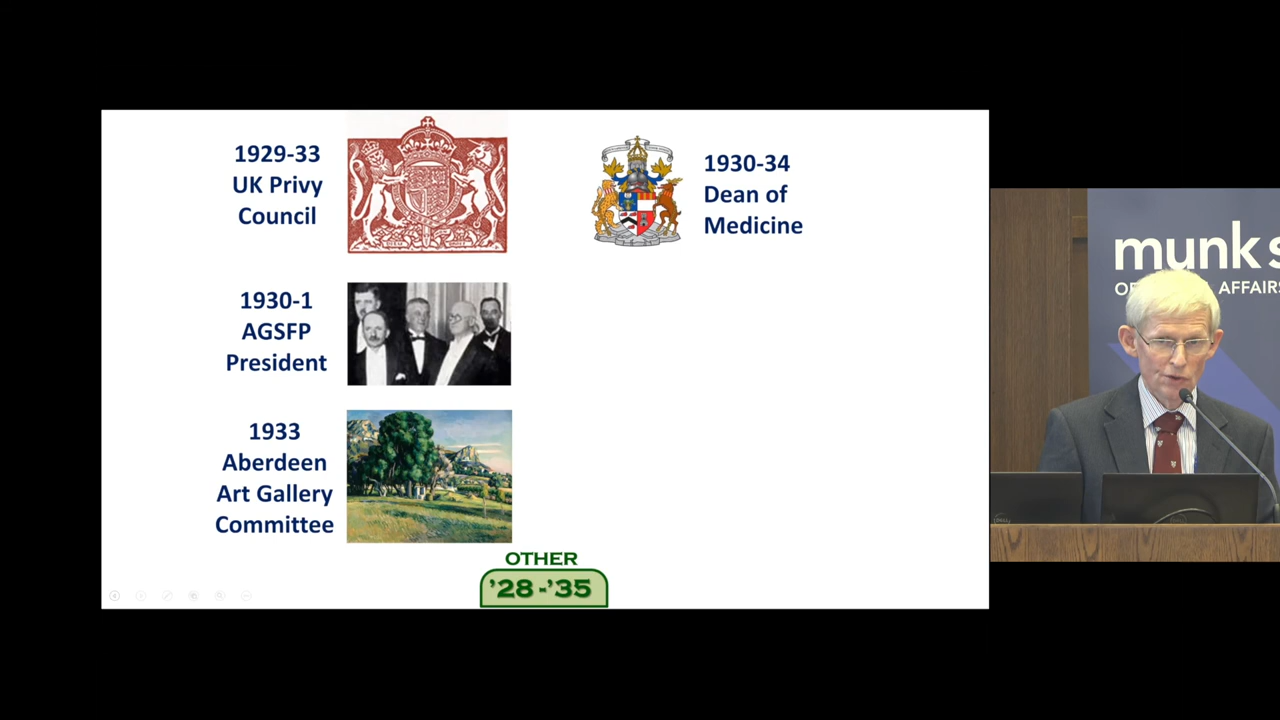 1929-33
UK Privy
Council
1930-34
Dean of
Medicine
1930-1
AGSFP
President
1933
Aberdeen
Art Gallery
Committee
OTHER
'28-'35
munk s
AFFAIRS